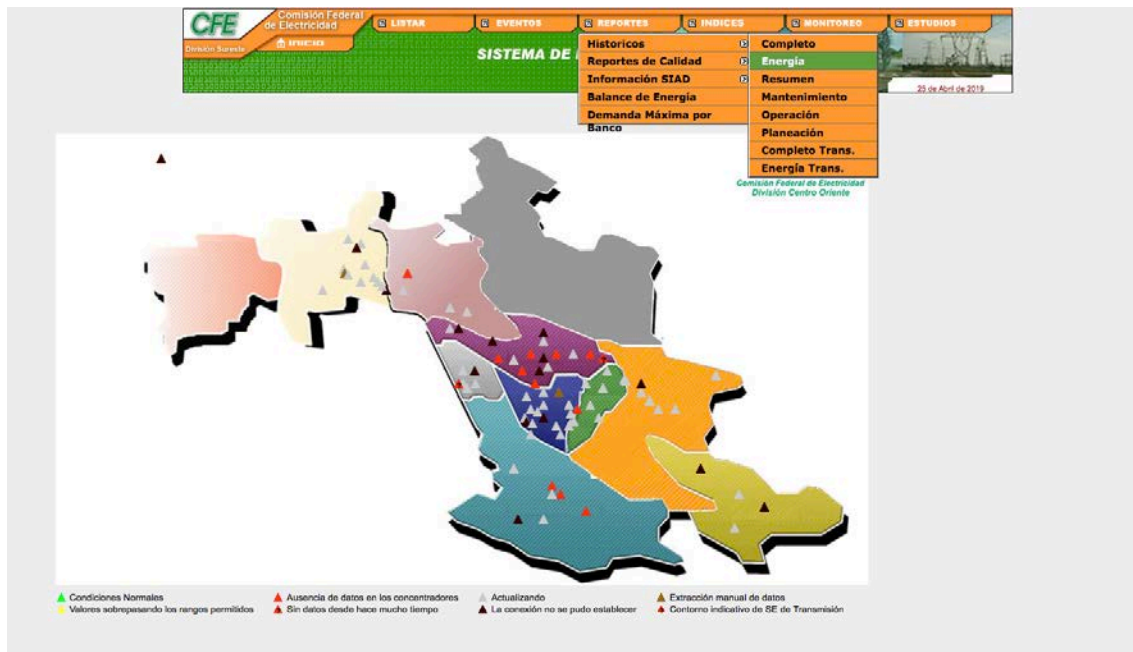 CFE
Comisión Federal
de Electricidad
División Sureste
INICIO
LISTAR
EVENTOS
REPORTES
INDICES
MONITOREO
ESTUDIOS
SISTEMA DE
25 de Abril de 2019
Historicos
Reportes de Calidad
Información SIAD
Balance de Energía
Demanda Máxima por
Banco
Completo
Energía
Resumen
Mantenimiento
Operación
Planeación
Completo Trans.
Energía Trans.
Comisión Federal de Electricidad
División Centro Oriente
Condiciones Normales
Ausencia de datos en los concentradores
Actualizando
Extracción manual de datos
Valores sobrepasando los rangos permitidos
Sin datos desde hace mucho tiempo
La conexión no se pudo establecer
Contorno indicativo de SE de Transmisión